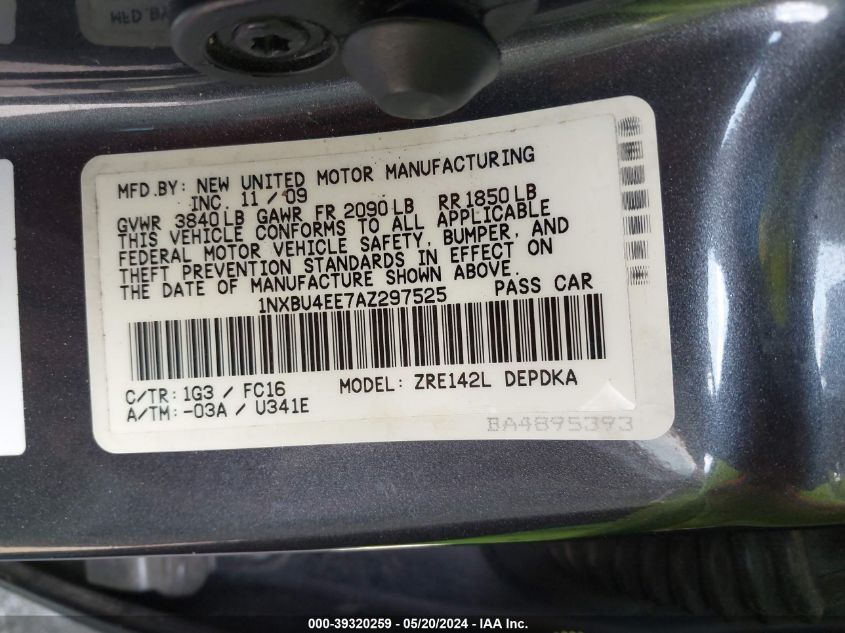 MFD.BY: NEW UNITED MOTOR MANUFACTURING
INC. 11 / 09
GVWR 3840 LB GAWR FR 2090 LB RR 1850 LB
THIS VEHICLE CONFORMS TO ALL APPLICABLE
FEDERAL MOTOR VEHICLE SAFETY, BUMPER, AND
THEFT PREVENTION STANDARDS IN EFFECT ON
THE DATE OF MANUFACTURE SHOWN ABOVE.
1NXBU4EE7AZ297525 PASS CAR
C/TR: 1G3 / FC16 MODEL: ZRE142L DEPDKA
A/TM: -03A / U341E
BA4895393
000-39320259 - 05/20/2024 - IAA Inc.